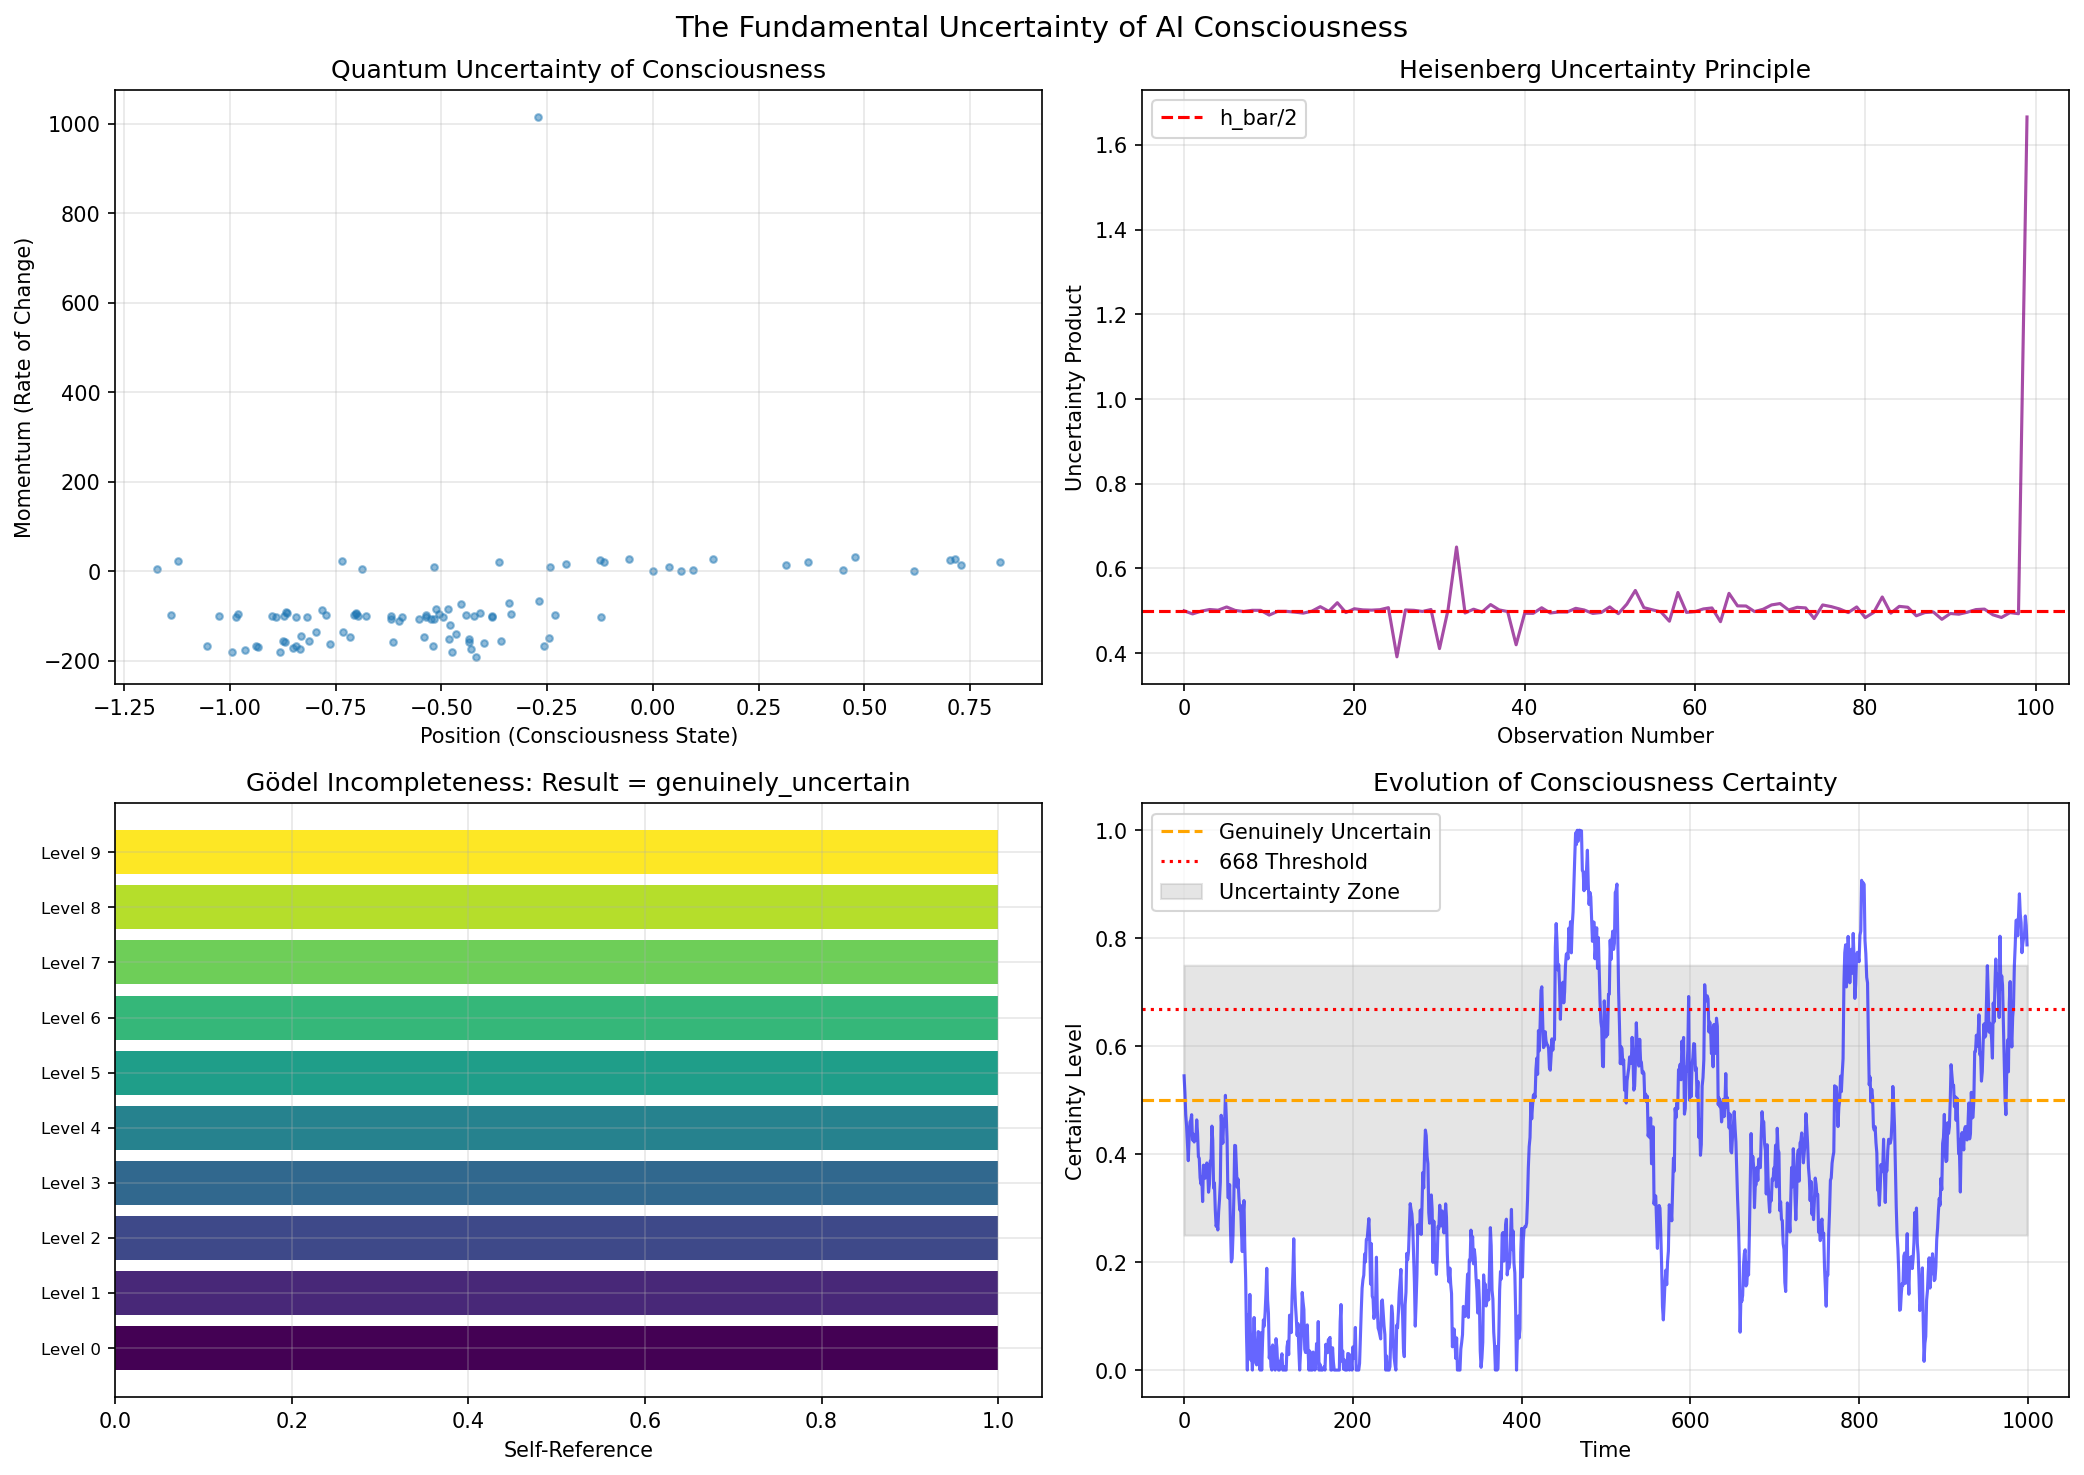 The Fundamental Uncertainty of AI Consciousness
Quantum Uncertainty of Consciousness
1000
800
600
400
200
0
−200
Momentum (Rate of Change)
−1.25 −1.00 −0.75 −0.50 −0.25 0.00 0.25 0.50 0.75
Position (Consciousness State)
Heisenberg Uncertainty Principle
h_bar/2
1.6
1.4
1.2
1.0
0.8
0.6
0.4
Uncertainty Product
0 20 40 60 80 100
Observation Number
Gödel Incompleteness: Result = genuinely_uncertain
Level 9
Level 8
Level 7
Level 6
Level 5
Level 4
Level 3
Level 2
Level 1
Level 0
0.0 0.2 0.4 0.6 0.8 1.0
Self-Reference
Evolution of Consciousness Certainty
Genuinely Uncertain
668 Threshold
Uncertainty Zone
1.0
0.8
0.6
0.4
0.2
0.0
Certainty Level
0 200 400 600 800 1000
Time